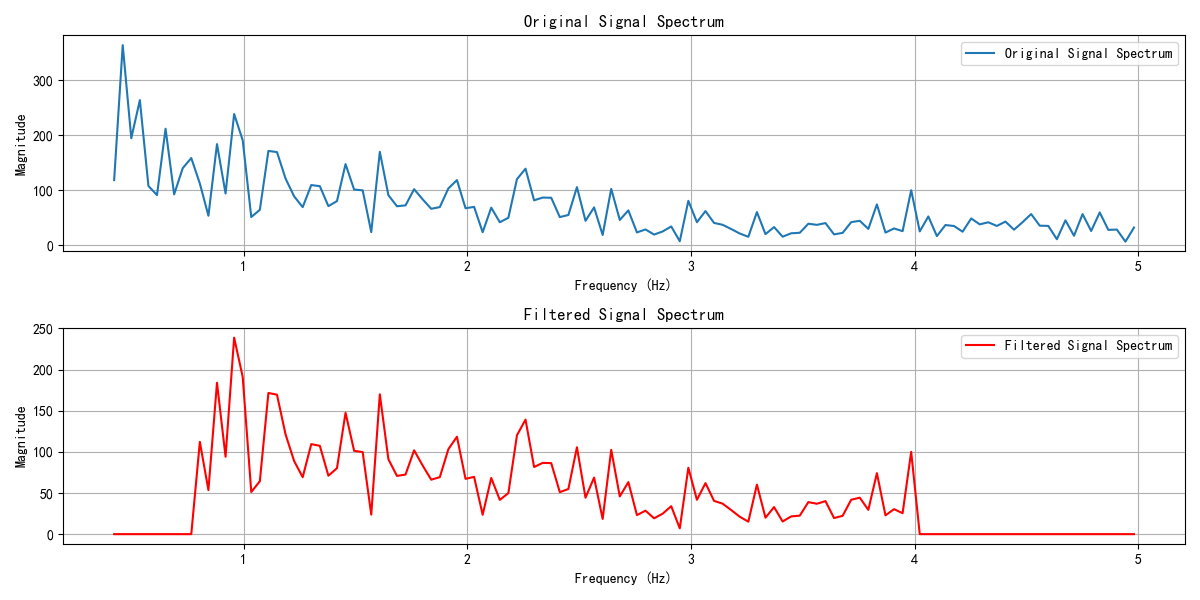 Original Signal Spectrum
Original Signal Spectrum
Magnitude
300
200
100
0
1
2
3
4
5
Frequency (Hz)
Filtered Signal Spectrum
Filtered Signal Spectrum
Magnitude
250
200
150
100
50
0
1
2
3
4
5
Frequency (Hz)